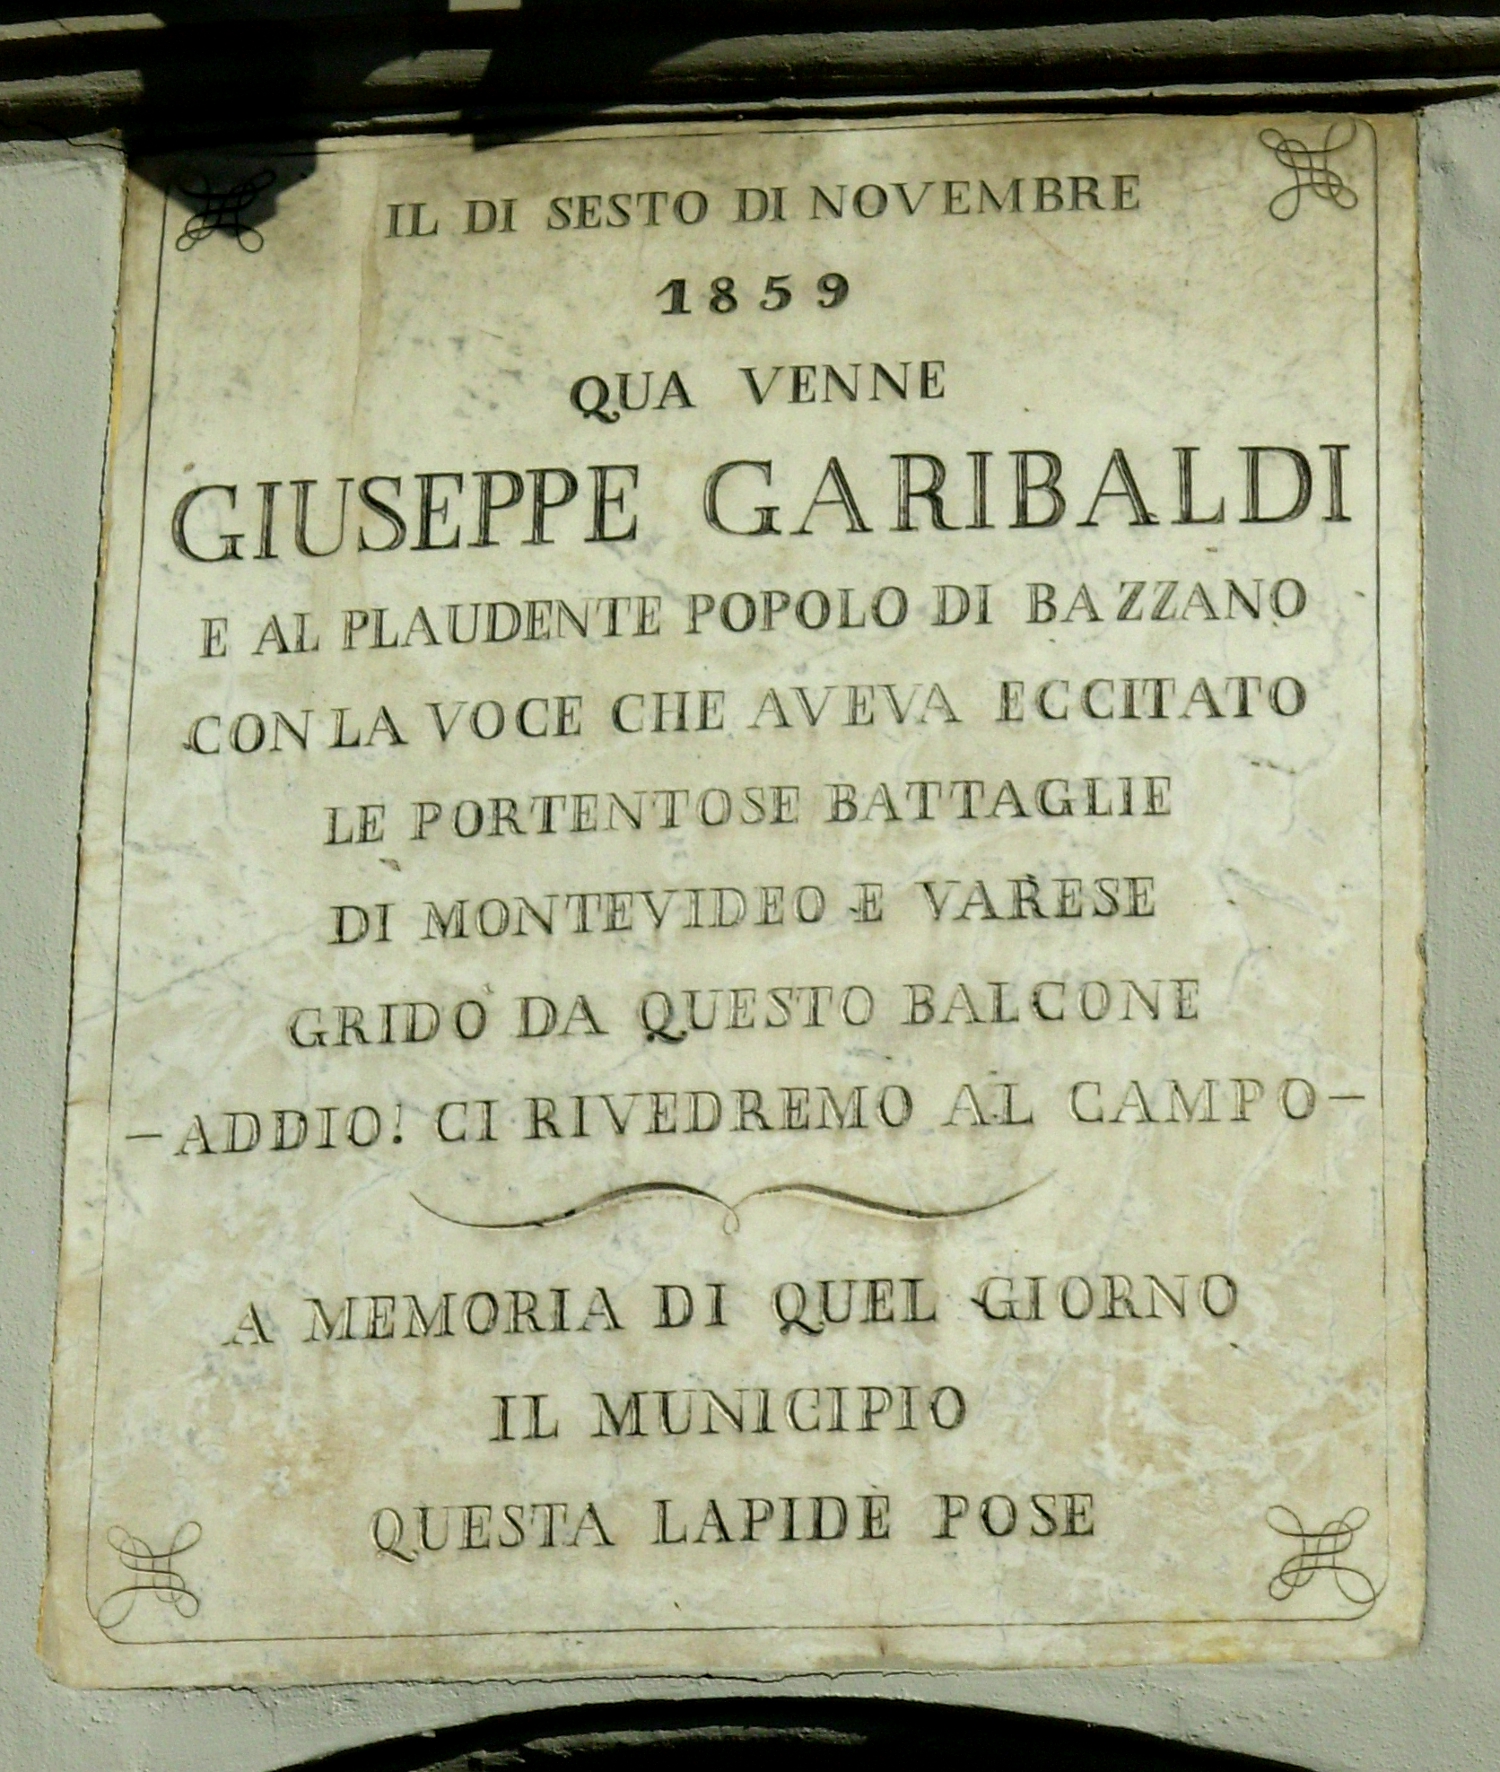 IL DI SESTO DI NOVEMBRE
1859
QUA VENNE
GIUSEPPE GARIBALDI
E AL PLAUDENTE POPOLO DI BAZZANO
CON LA VOCE CHE AVEVA ECCITATO
LE PORTENTOSE BATTAGLIE
DI MONTEVIDEO E VARESE
GRIDÒ DA QUESTO BALCONE
—ADDIO! CI RIVEDREMO AL CAMPO—
A MEMORIA DI QUEL GIORNO
IL MUNICIPIO
QUESTA LAPIDE POSE